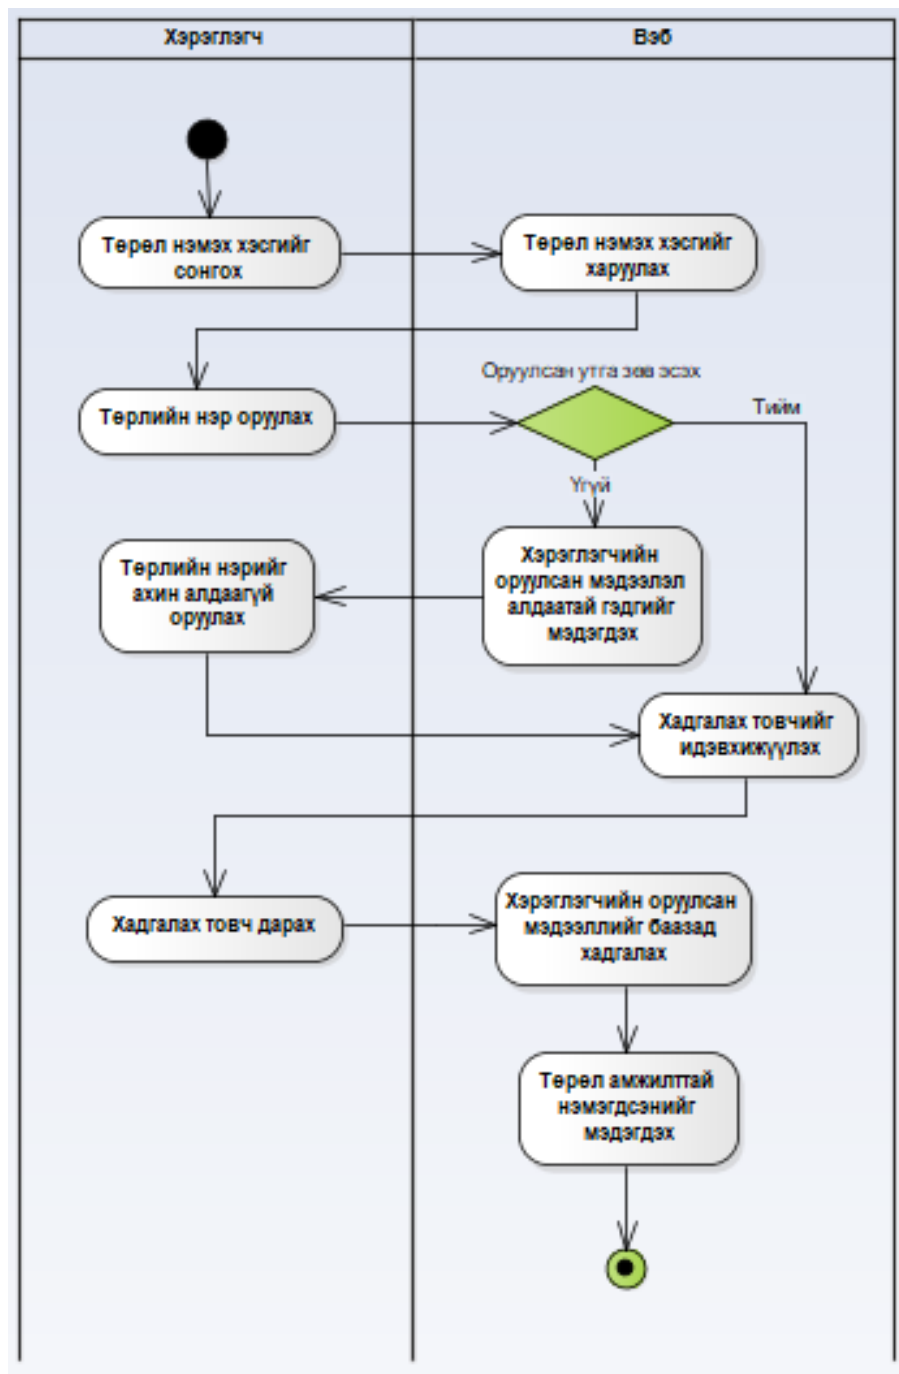 Хэрэглэгч
Вэб
Төрөл нэмэх хэсгийг
сонгох
Төрөл нэмэх хэсгийг
харуулах
Төрлийн нэр оруулах
Оруулсан утга зөв эсэх
Тийм
Үгүй
Хэрэглэгчийн
оруулсан мэдээлэл
алдаатай гэдгийг
мэдэгдэх
Төрлийн нэрийг
ахин алдаагүй
оруулах
Хадгалах товчийг
идэвхижүүлэх
Хадгалах товч дарах
Хэрэглэгчийн оруулсан
мэдээллийг баазад
хадгалах
Төрөл амжилттай
нэмэгдсэнийг
мэдэгдэх